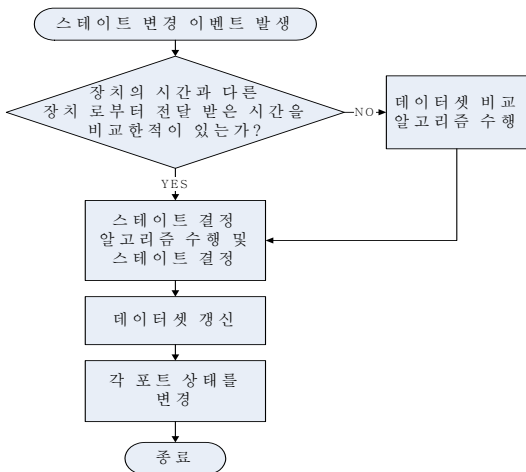 스테이트 변경 이벤트 발생
장치의 시간과 다른
장치 로부터 전달 받은 시간을
비교한적이 있는가?
NO
데이터셋 비교
알고리즘 수행
YES
스테이트 결정
알고리즘 수행 및
스테이트 결정
데이터셋 갱신
각 포트 상태를
변경
종료